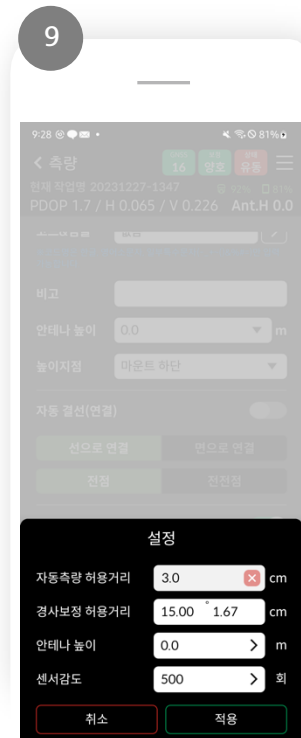 9
9:28
81%
측량
16 양호 유동
현재 작업명 20231227-1347 97% 81%
PDOP 1.7 / H 0.065 / V 0.226 Ant.H 0.0
비고
안테나 높이 0.0 m
높이지점 마운트 하단
자동 결선(연결)
선으로 연결 면으로 연결
전점 전전점
설정
자동측량 허용거리 3.0 cm
경사보정 허용거리 15.00 ° 1.67 cm
안테나 높이 0.0 m
센서감도 500 회
취소 적용